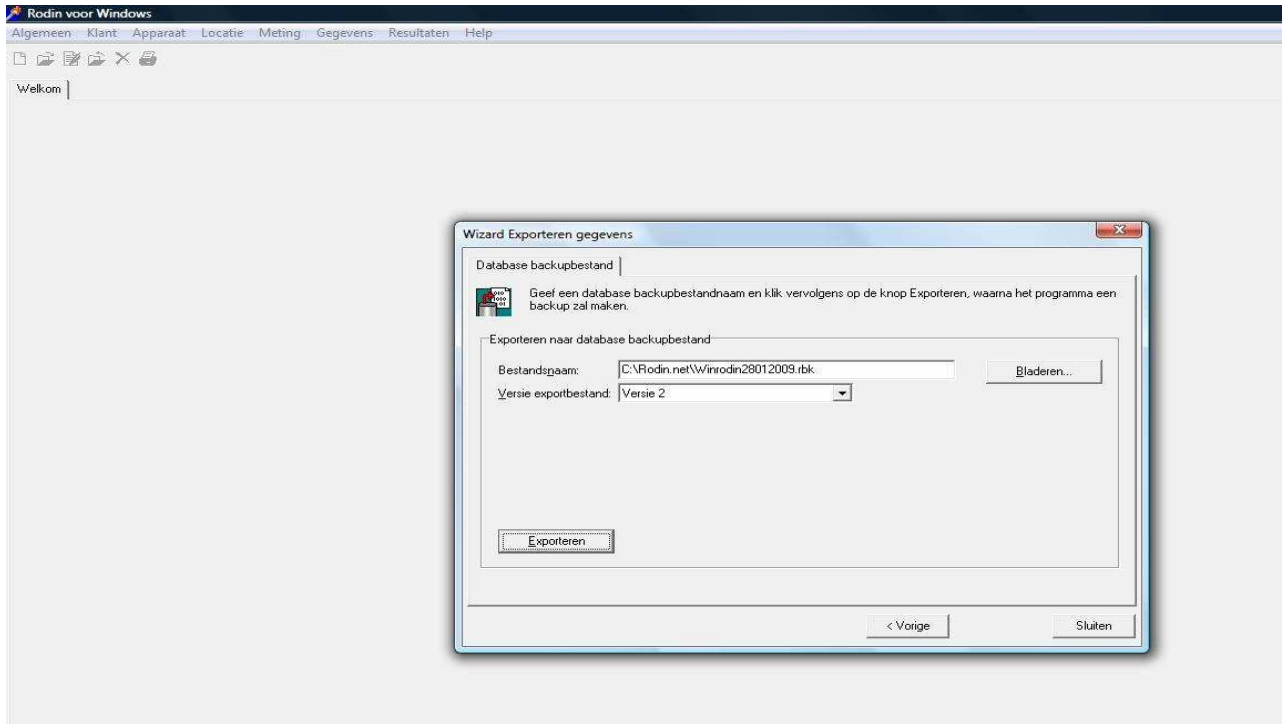 Rodin voor Windows
Algemeen Klant Apparaat Locatie Meting Gegevens Resultaten Help
Welkom
Wizard Exporteren gegevens
Database backupbestand
Geef een database backupbestandnaam en klik vervolgens op de knop Exporteren, waarna het programma een
backup zal maken.
Exporteren naar database backupbestand
Bestandsnaam: C:\Rodin.net\Winrodin28012009.rbk Bladeren...
Versie exportbestand: Versie 2
Exporteren
< Vorige Sluiten